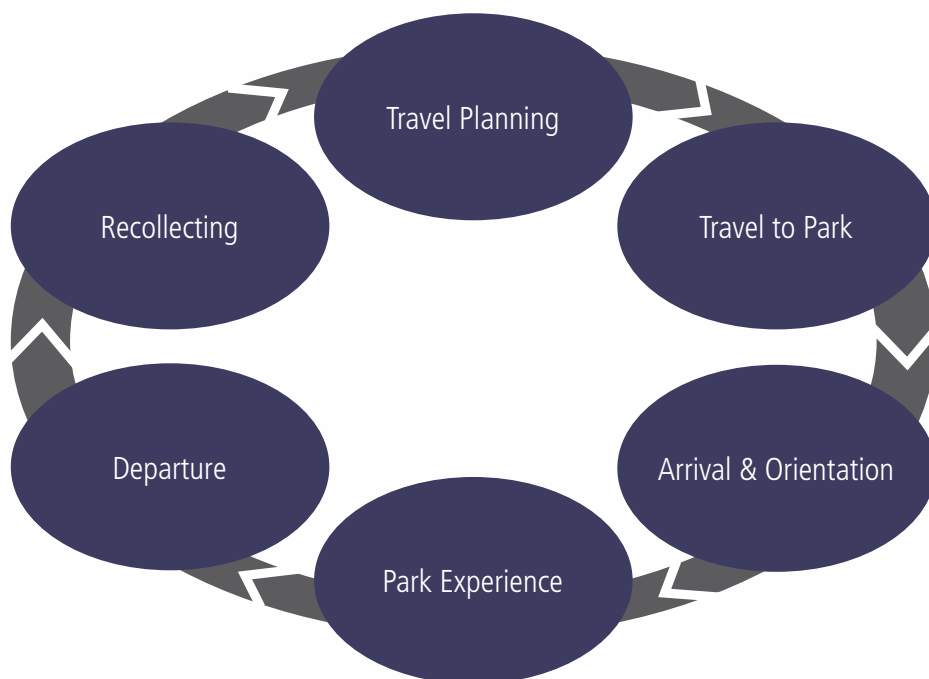 Travel Planning
Travel to Park
Arrival & Orientation
Park Experience
Departure
Recollecting